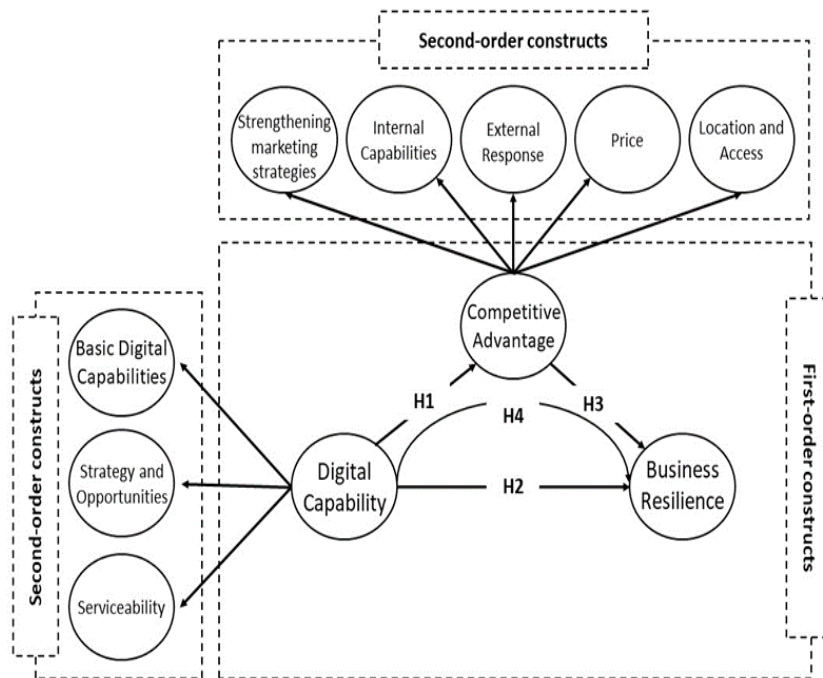 Second-order constructs
Strengthening
marketing
strategies
Internal
Capabilities
External
Response
Price
Location and
Access
Competitive
Advantage
Second-order constructs
Basic Digital
Capabilities
Strategy and
Opportunities
Serviceability
Digital
Capability
H1
H4
H3
H2
Business
Resilience
First-order constructs